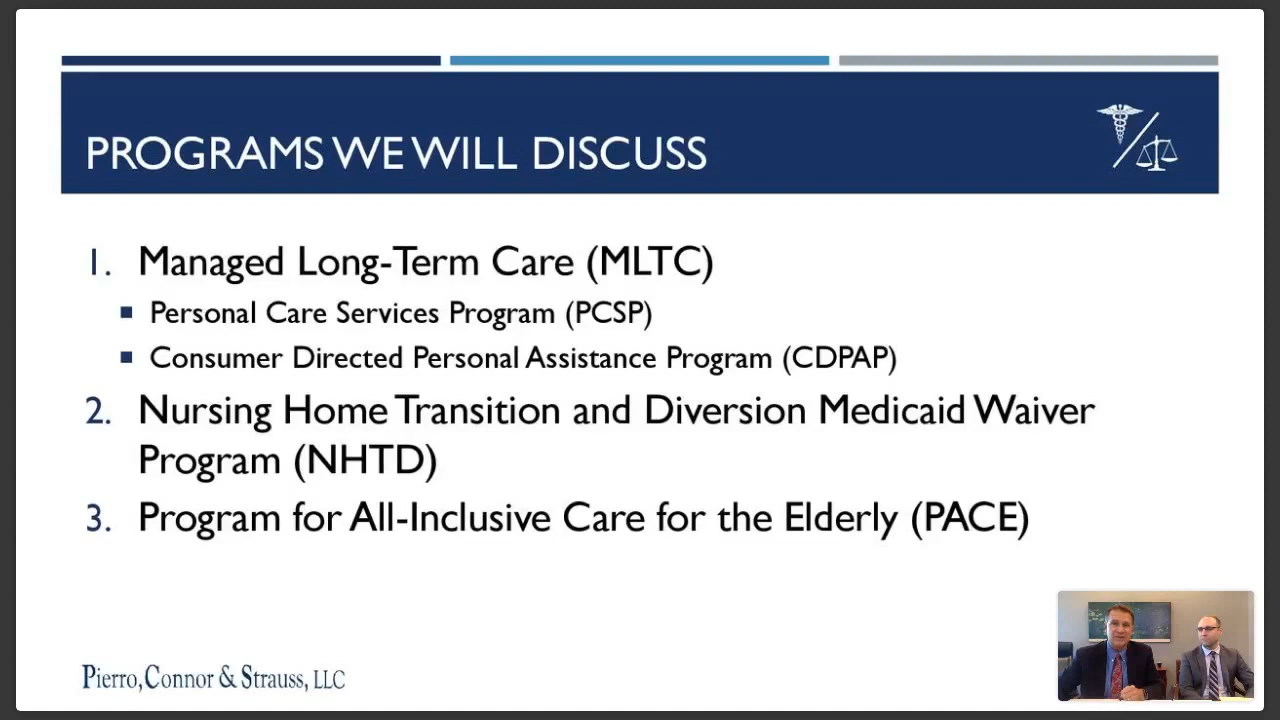 PROGRAMS WE WILL DISCUSS
1. Managed Long-Term Care (MLTC)
■ Personal Care Services Program (PCSP)
■ Consumer Directed Personal Assistance Program (CDPAP)
2. Nursing Home Transition and Diversion Medicaid Waiver
Program (NHTD)
3. Program for All-Inclusive Care for the Elderly (PACE)
Pierro, Connor & Strauss, LLC